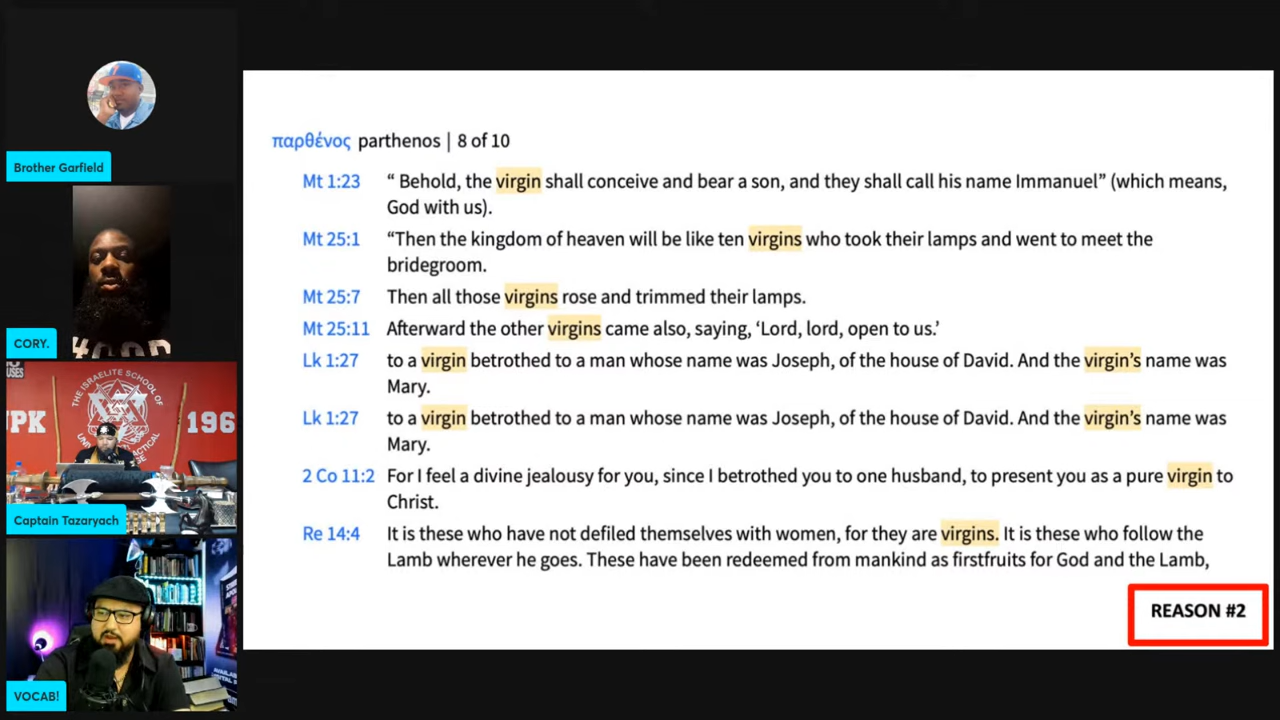 Brother Garfield
CORY.
THE ISRAELITE SCHOOL OF
UPK
196
Captain Tazaryach
VOCAB!
παρθένος parthenos | 8 of 10
Mt 1:23 “ Behold, the virgin shall conceive and bear a son, and they shall call his name Immanuel” (which means,
God with us).
Mt 25:1 “Then the kingdom of heaven will be like ten virgins who took their lamps and went to meet the
bridegroom.
Mt 25:7 Then all those virgins rose and trimmed their lamps.
Mt 25:11 Afterward the other virgins came also, saying, ‘Lord, lord, open to us.’
Lk 1:27 to a virgin betrothed to a man whose name was Joseph, of the house of David. And the virgin’s name was
Mary.
Lk 1:27 to a virgin betrothed to a man whose name was Joseph, of the house of David. And the virgin’s name was
Mary.
2 Co 11:2 For I feel a divine jealousy for you, since I betrothed you to one husband, to present you as a pure virgin to
Christ.
Re 14:4 It is these who have not defiled themselves with women, for they are virgins. It is these who follow the
Lamb wherever he goes. These have been redeemed from mankind as firstfruits for God and the Lamb,
REASON #2